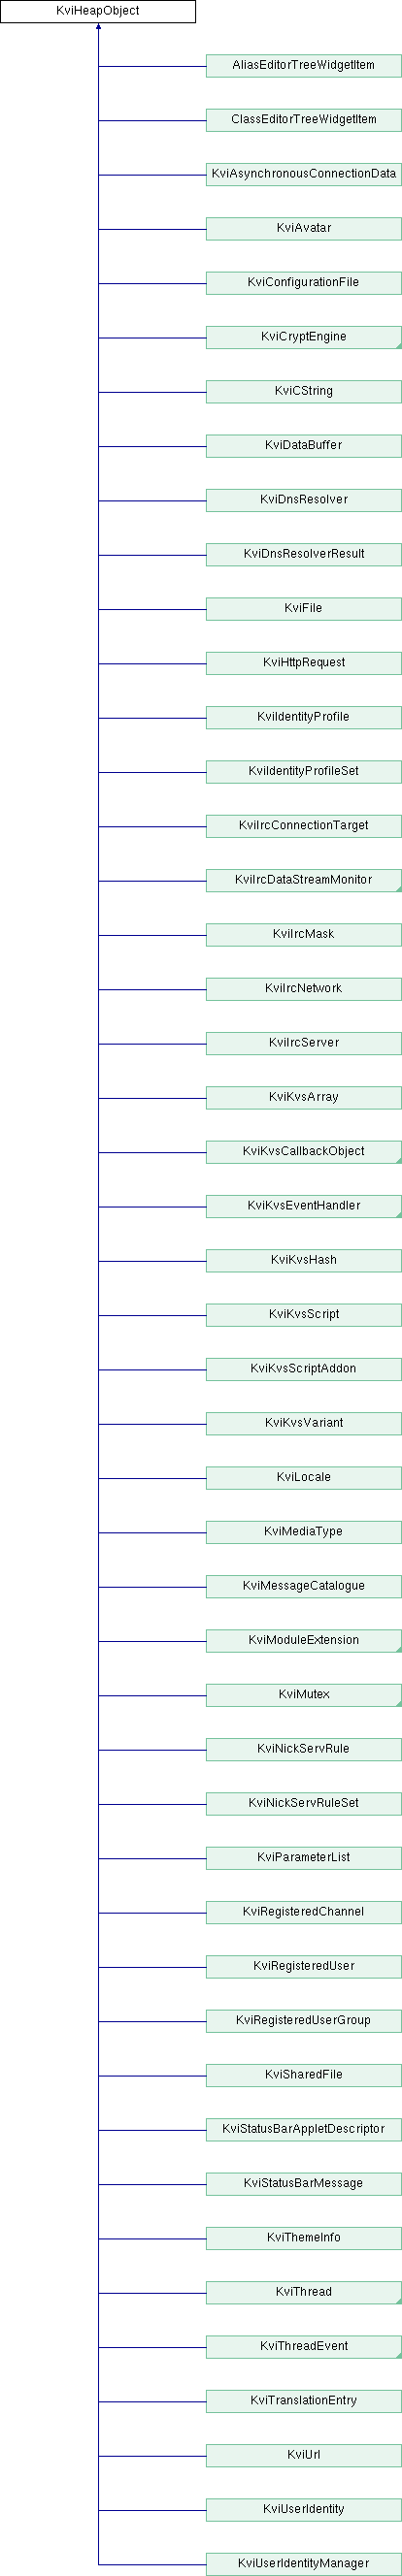 KviHeapObject
AliasEditorTreeWidgetItem
ClassEditorTreeWidgetItem
KviAsynchronousConnectionData
KviAvatar
KviConfigurationFile
KviCryptEngine
KviCString
KviDataBuffer
KviDnsResolver
KviDnsResolverResult
KviFile
KviHttpRequest
KviIdentityProfile
KviIdentityProfileSet
KviIrcConnectionTarget
KviIrcDataStreamMonitor
KviIrcMask
KviIrcNetwork
KviIrcServer
KviKvsArray
KviKvsCallbackObject
KviKvsEventHandler
KviKvsHash
KviKvsScript
KviKvsScriptAddon
KviKvsVariant
KviLocale
KviMediaType
KviMessageCatalogue
KviModuleExtension
KviMutex
KviNickServRule
KviNickServRuleSet
KviParameterList
KviRegisteredChannel
KviRegisteredUser
KviRegisteredUserGroup
KviSharedFile
KviStatusBarAppletDescriptor
KviStatusBarMessage
KviThemeInfo
KviThread
KviThreadEvent
KviTranslationEntry
KviUrl
KviUserIdentity
KviUserIdentityManager